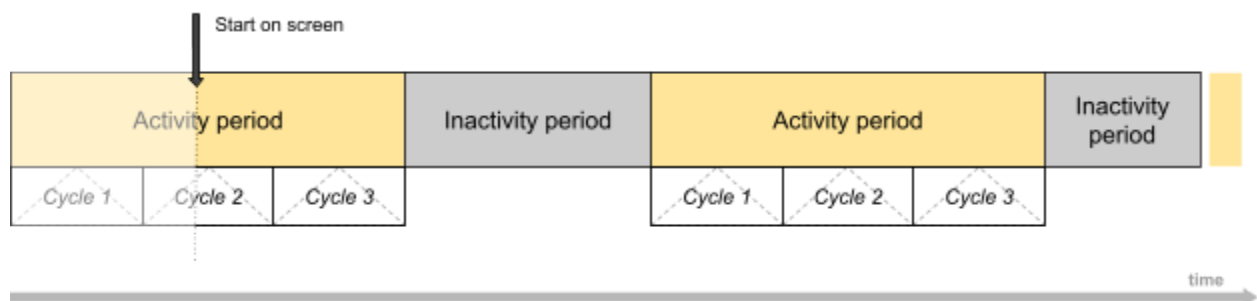 Start on screen
Activity period
Inactivity period
Activity period
Inactivity
period
Cycle 1
Cycle 2
Cycle 3
Cycle 1
Cycle 2
Cycle 3
time